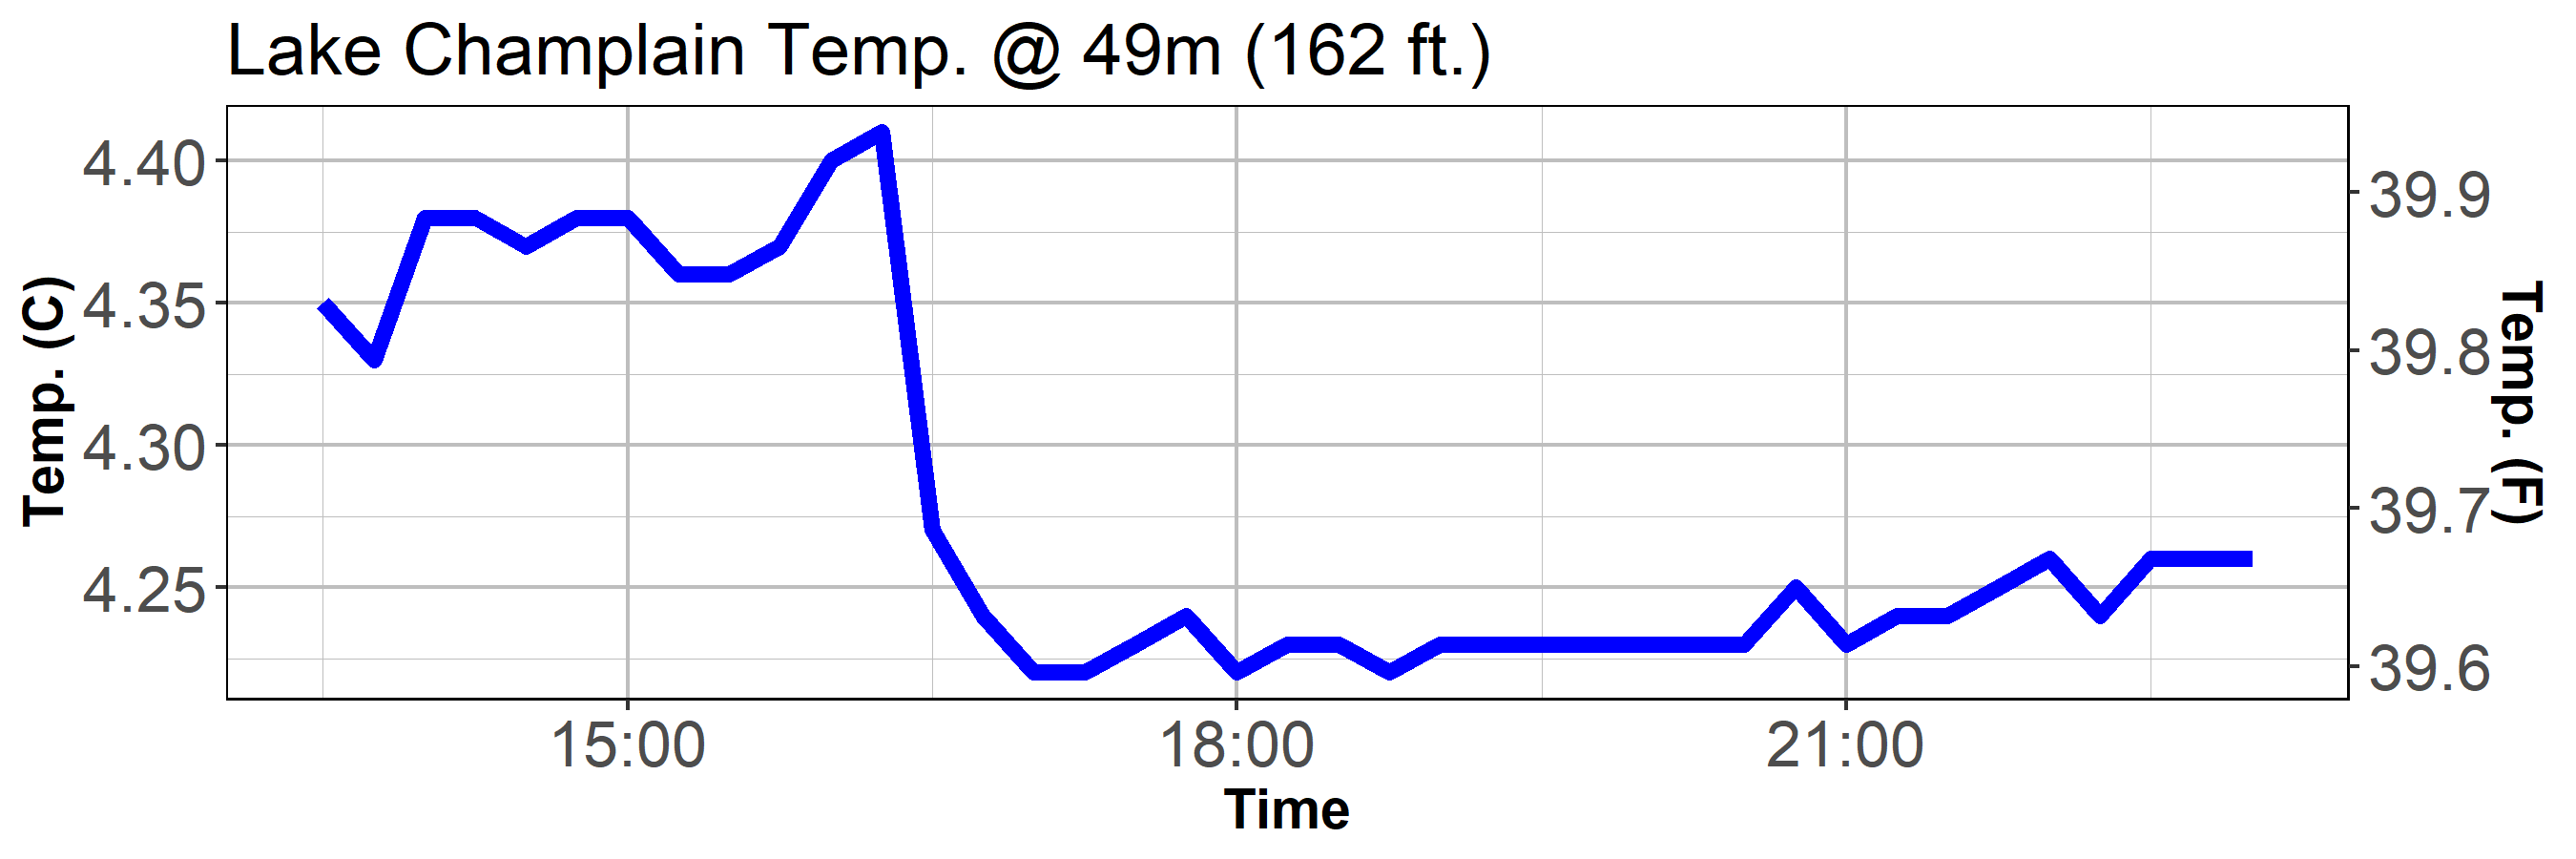 Lake Champlain Temp. @ 49m (162 ft.)
Temp. (C)
4.40
4.35
4.30
4.25
39.9
39.8
39.7
39.6
Temp. (F)
15:00 18:00 21:00
Time